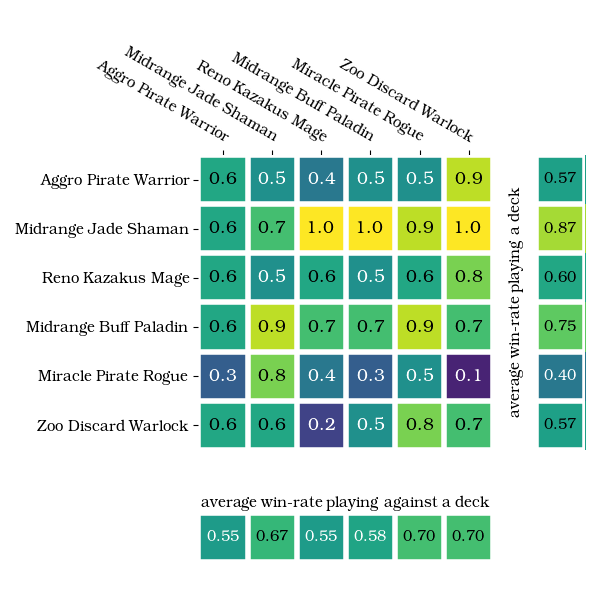 Aggro Pirate Warrior
Midrange Jade Shaman
Reno Kazakus Mage
Midrange Buff Paladin
Miracle Pirate Rogue
Zoo Discard Warlock
Aggro Pirate Warrior 0.6 0.5 0.4 0.5 0.5 0.9 0.57
Midrange Jade Shaman 0.6 0.7 1.0 1.0 0.9 1.0 0.87
Reno Kazakus Mage 0.6 0.5 0.6 0.5 0.6 0.8 0.60
Midrange Buff Paladin 0.6 0.9 0.7 0.7 0.9 0.7 0.75
Miracle Pirate Rogue 0.3 0.8 0.4 0.3 0.5 0.1 0.40
Zoo Discard Warlock 0.6 0.6 0.2 0.5 0.8 0.7 0.57
average win-rate playing a deck
average win-rate playing against a deck
0.55 0.67 0.55 0.58 0.70 0.70